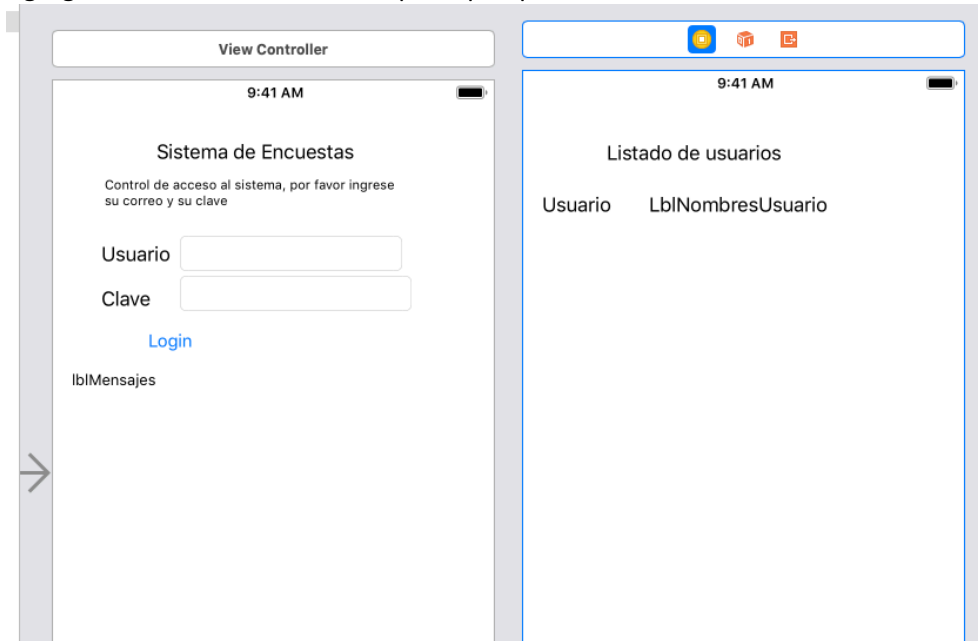 View Controller
9:41 AM
Sistema de Encuestas
Control de acceso al sistema, por favor ingrese
su correo y su clave
Usuario
Clave
Login
lblMensajes
9:41 AM
Listado de usuarios
Usuario LblNombresUsuario